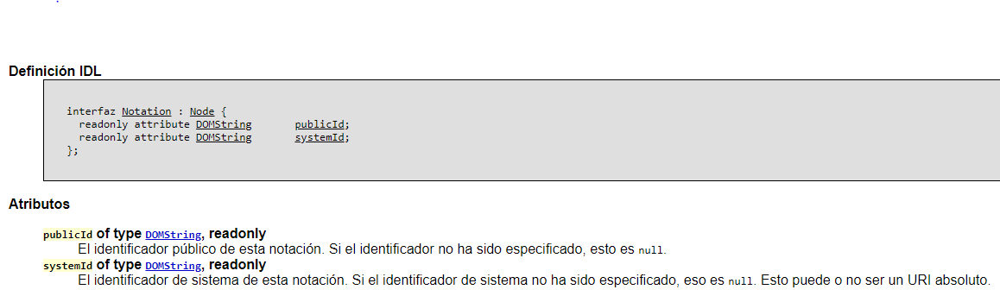 Definición IDL
interfaz Notation : Node {
readonly attribute DOMString publicId;
readonly attribute DOMString systemId;
};
Atributos
publicId of type DOMString, readonly
El identificador público de esta notación. Si el identificador no ha sido especificado, esto es null.
systemId of type DOMString, readonly
El identificador de sistema de esta notación. Si el identificador de sistema no ha sido especificado, eso es null. Esto puede o no ser un URI absoluto.